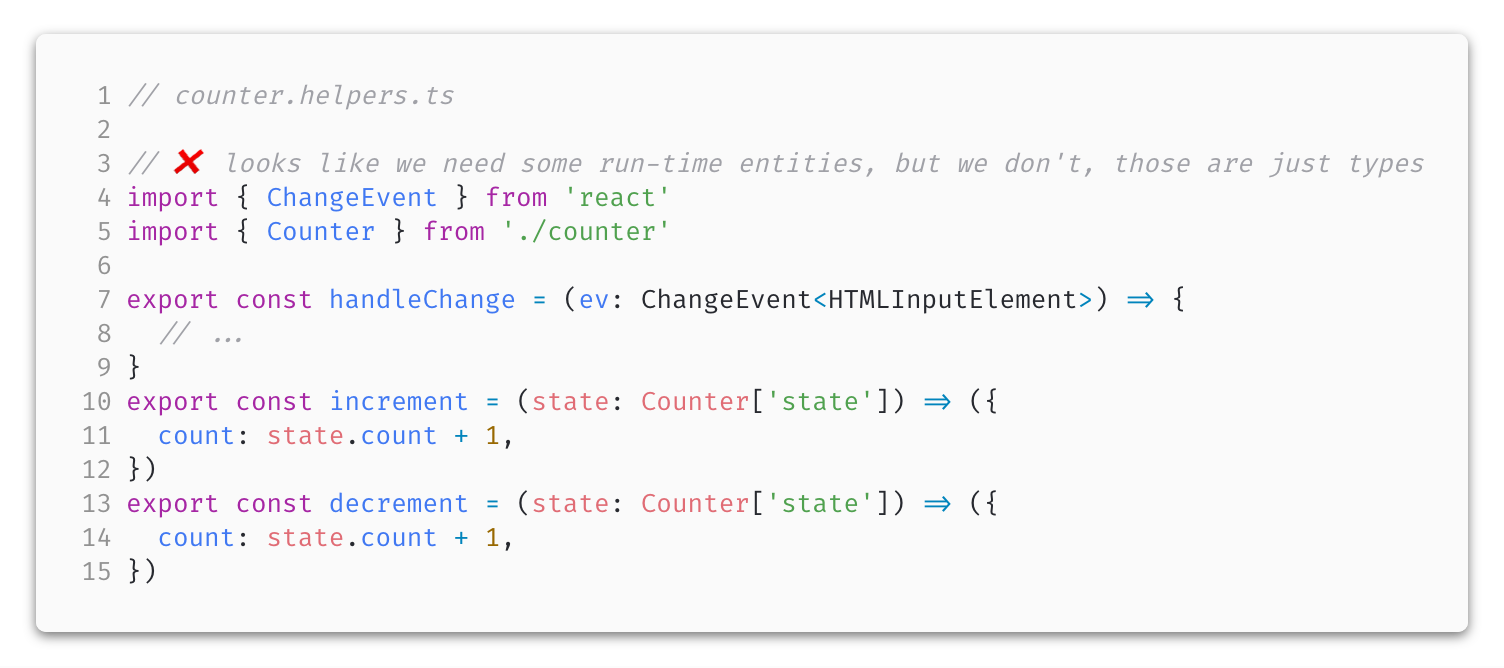 1 // counter.helpers.ts
2
3 // ❌ looks like we need some run-time entities, but we don't, those are just types
4 import { ChangeEvent } from 'react'
5 import { Counter } from './counter'
6
7 export const handleChange = (ev: ChangeEvent<HTMLInputElement>) => {
8   // ...
9 }
10 export const increment = (state: Counter['state']) => ({
11   count: state.count + 1,
12 })
13 export const decrement = (state: Counter['state']) => ({
14   count: state.count + 1,
15 })